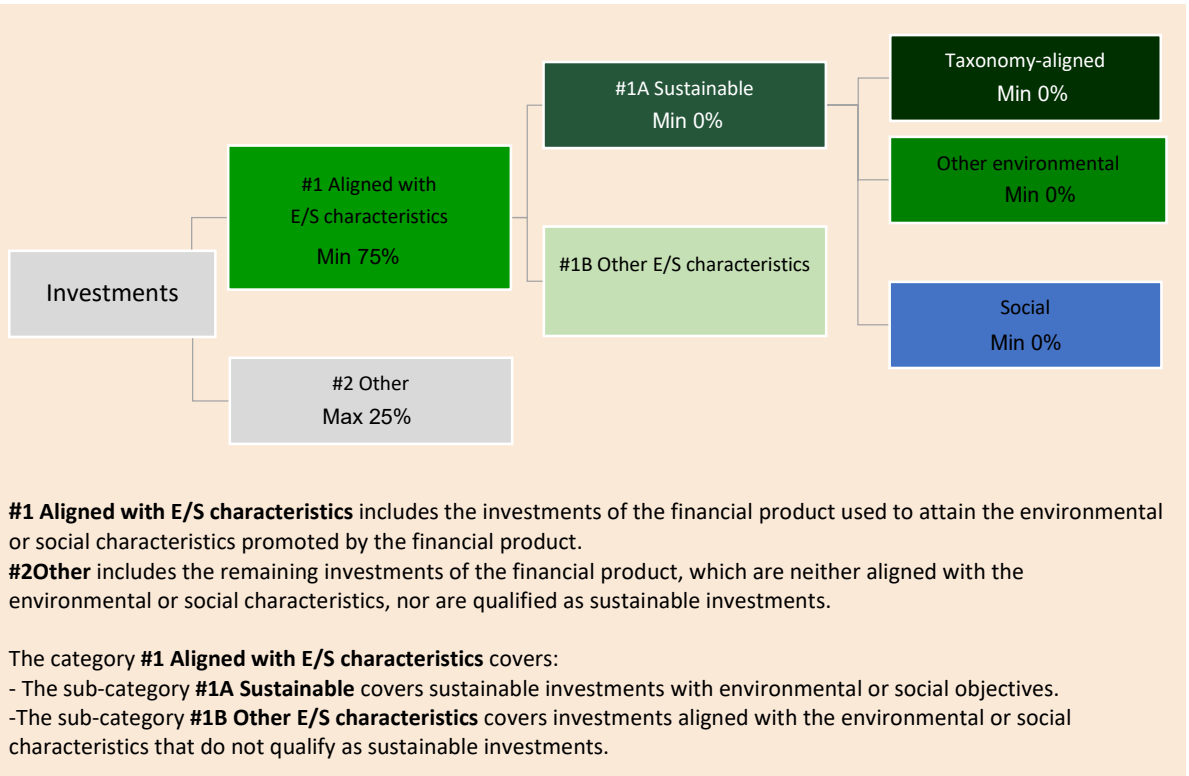 Investments
#1 Aligned with
E/S characteristics
Min 75%
#2 Other
Max 25%
#1A Sustainable
Min 0%
#1B Other E/S characteristics
Taxonomy-aligned
Min 0%
Other environmental
Min 0%
Social
Min 0%
#1 Aligned with E/S characteristics includes the investments of the financial product used to attain the environmental
or social characteristics promoted by the financial product.
#2Other includes the remaining investments of the financial product, which are neither aligned with the
environmental or social characteristics, nor are qualified as sustainable investments.
The category #1 Aligned with E/S characteristics covers:
- The sub-category #1A Sustainable covers sustainable investments with environmental or social objectives.
-The sub-category #1B Other E/S characteristics covers investments aligned with the environmental or social
characteristics that do not qualify as sustainable investments.